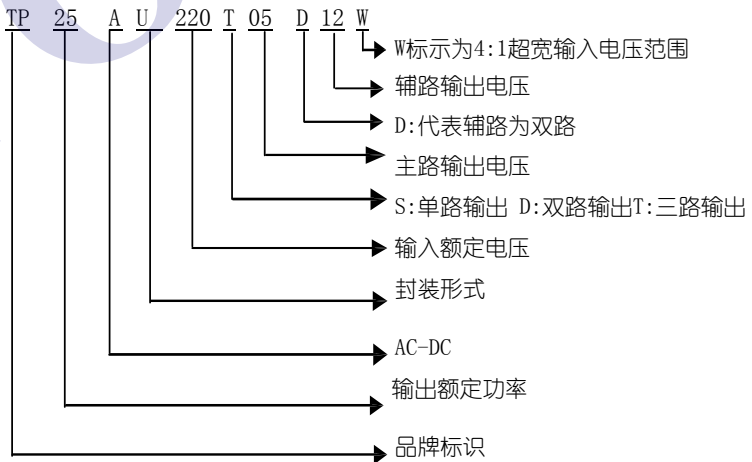 TP 25 A U 220 T 05 D 12 W
W标示为4:1超宽输入电压范围
辅路输出电压
D:代表辅路为双路
主路输出电压
S:单路输出 D:双路输出T:三路输出
输入额定电压
封装形式
AC-DC
输出额定功率
品牌标识